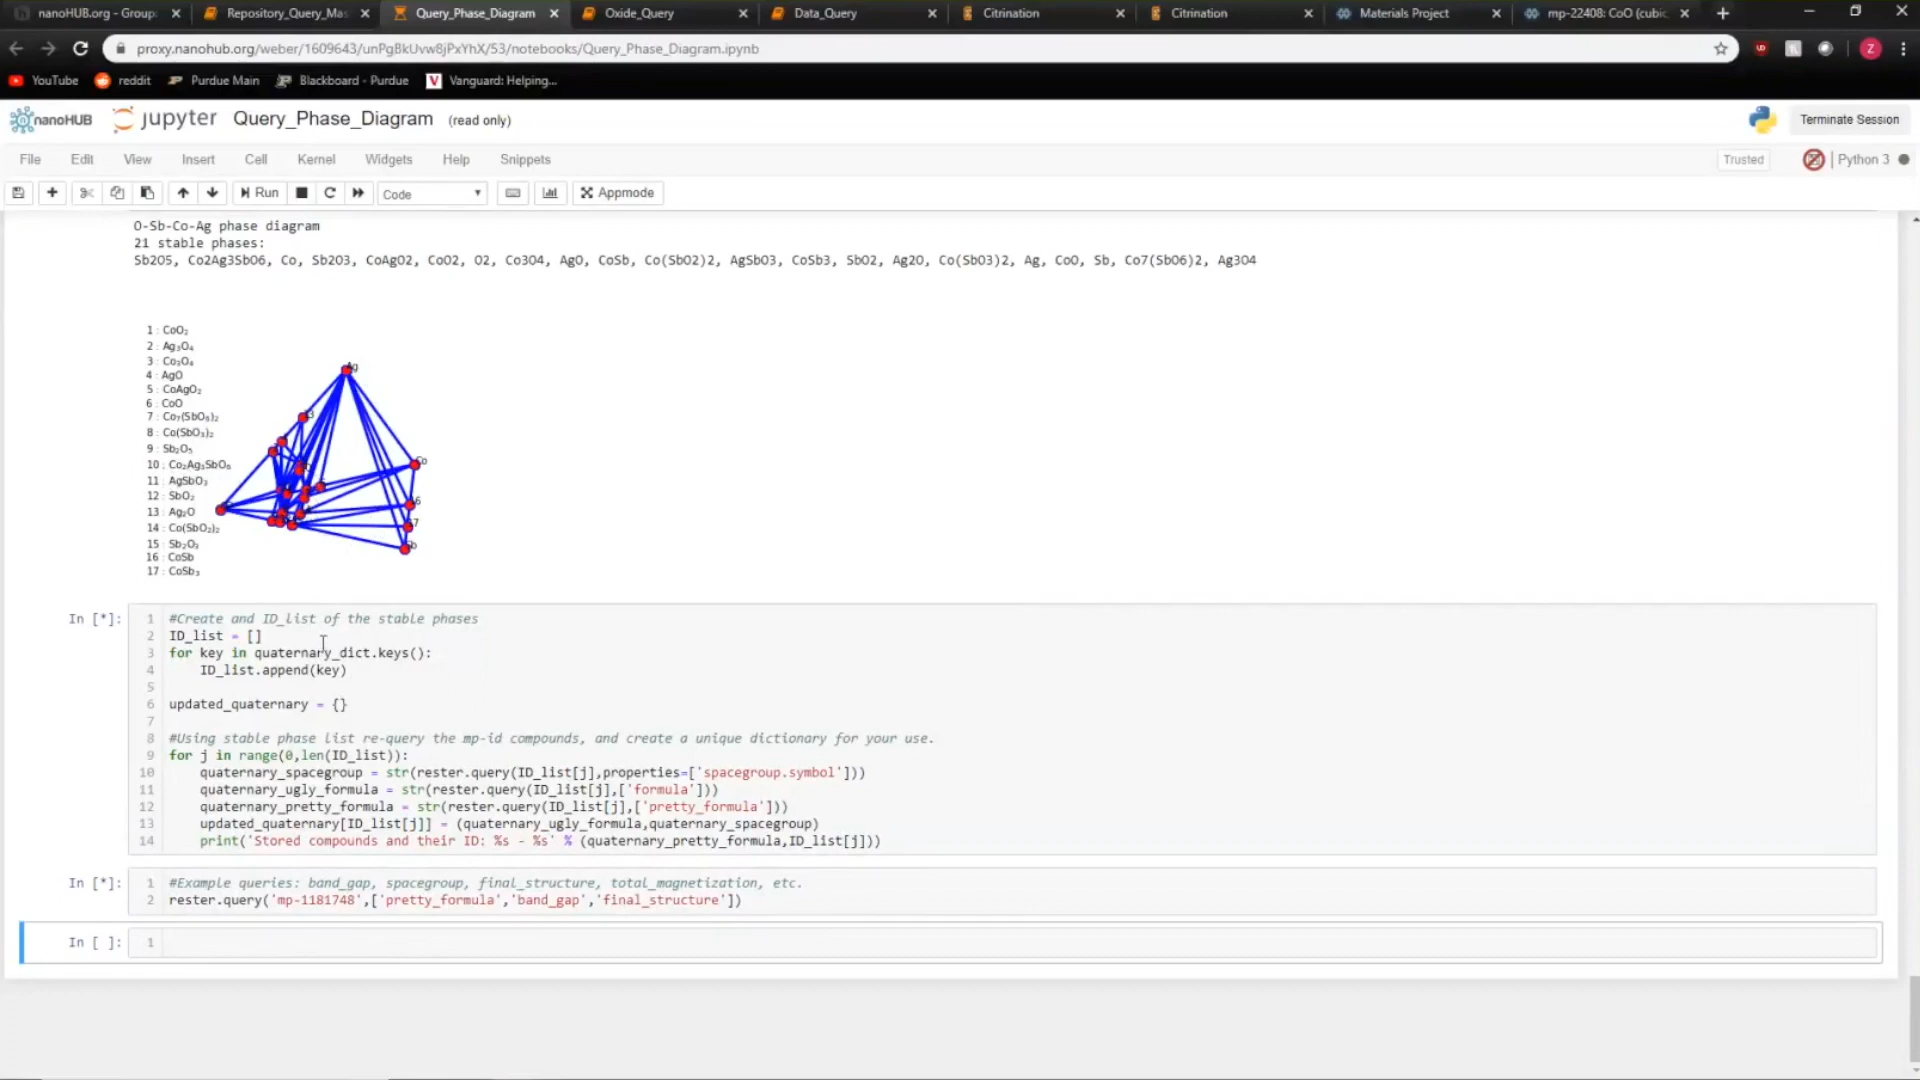 nanoHUB.org - Group:
Repository_Query_Mas
Query_Phase_Diagram
Oxide_Query
Data_Query
Citrination
Citrination
Materials Project
mp-22408: CoO (cubic,
proxy.nanohub.org/weber/1609643/unPgBkUvw8jPxYhX/53/notebooks/Query_Phase_Diagram.ipynb
Z
YouTube
reddit
Purdue Main
Blackboard - Purdue
Vanguard: Helping...
nanoHUB
jupyter
Query_Phase_Diagram (read only)
Terminate Session
File Edit View Insert Cell Kernel Widgets Help Snippets
Trusted
Python 3
Run
Code
Appmode
O-Sb-Co-Ag phase diagram
21 stable phases:
Sb2O5, Co2Ag3SbO6, Co, Sb2O3, CoAgO2, CoO2, O2, Co3O4, AgO, CoSb, Co(SbO2)2, AgSbO3, CoSb3, SbO2, Ag2O, Co(SbO3)2, Ag, CoO, Sb, Co7(SbO6)2, Ag3O4
1 : CoO₂
2 : Ag₃O₄
3 : Co₃O₄
4 : AgO
5 : CoAgO₂
6 : CoO
7 : Co₇(SbO₆)₂
8 : Co(SbO₃)₂
9 : Sb₂O₅
10 : Co₂Ag₃SbO₆
11 : AgSbO₃
12 : SbO₂
13 : Ag₂O
14 : Co(SbO₂)₂
15 : Sb₂O₃
16 : CoSb
17 : CoSb₃
Ag
Co
Sb
In [*]:
1 #Create and ID_list of the stable phases
2 ID_list = []
3 for key in quaternary_dict.keys():
4 ID_list.append(key)
5
6 updated_quaternary = {}
7
8 #Using stable phase list re-query the mp-id compounds, and create a unique dictionary for your use.
9 for j in range(0,len(ID_list)):
10 quaternary_spacegroup = str(rester.query(ID_list[j],properties=['spacegroup.symbol']))
11 quaternary_ugly_formula = str(rester.query(ID_list[j],['formula']))
12 quaternary_pretty_formula = str(rester.query(ID_list[j],['pretty_formula']))
13 updated_quaternary[ID_list[j]] = (quaternary_ugly_formula,quaternary_spacegroup)
14 print('Stored compounds and their ID: %s - %s' % (quaternary_pretty_formula,ID_list[j]))
In [*]:
1 #Example queries: band_gap, spacegroup, final_structure, total_magnetization, etc.
2 rester.query('mp-1181748',['pretty_formula','band_gap','final_structure'])
In [ ]:
1